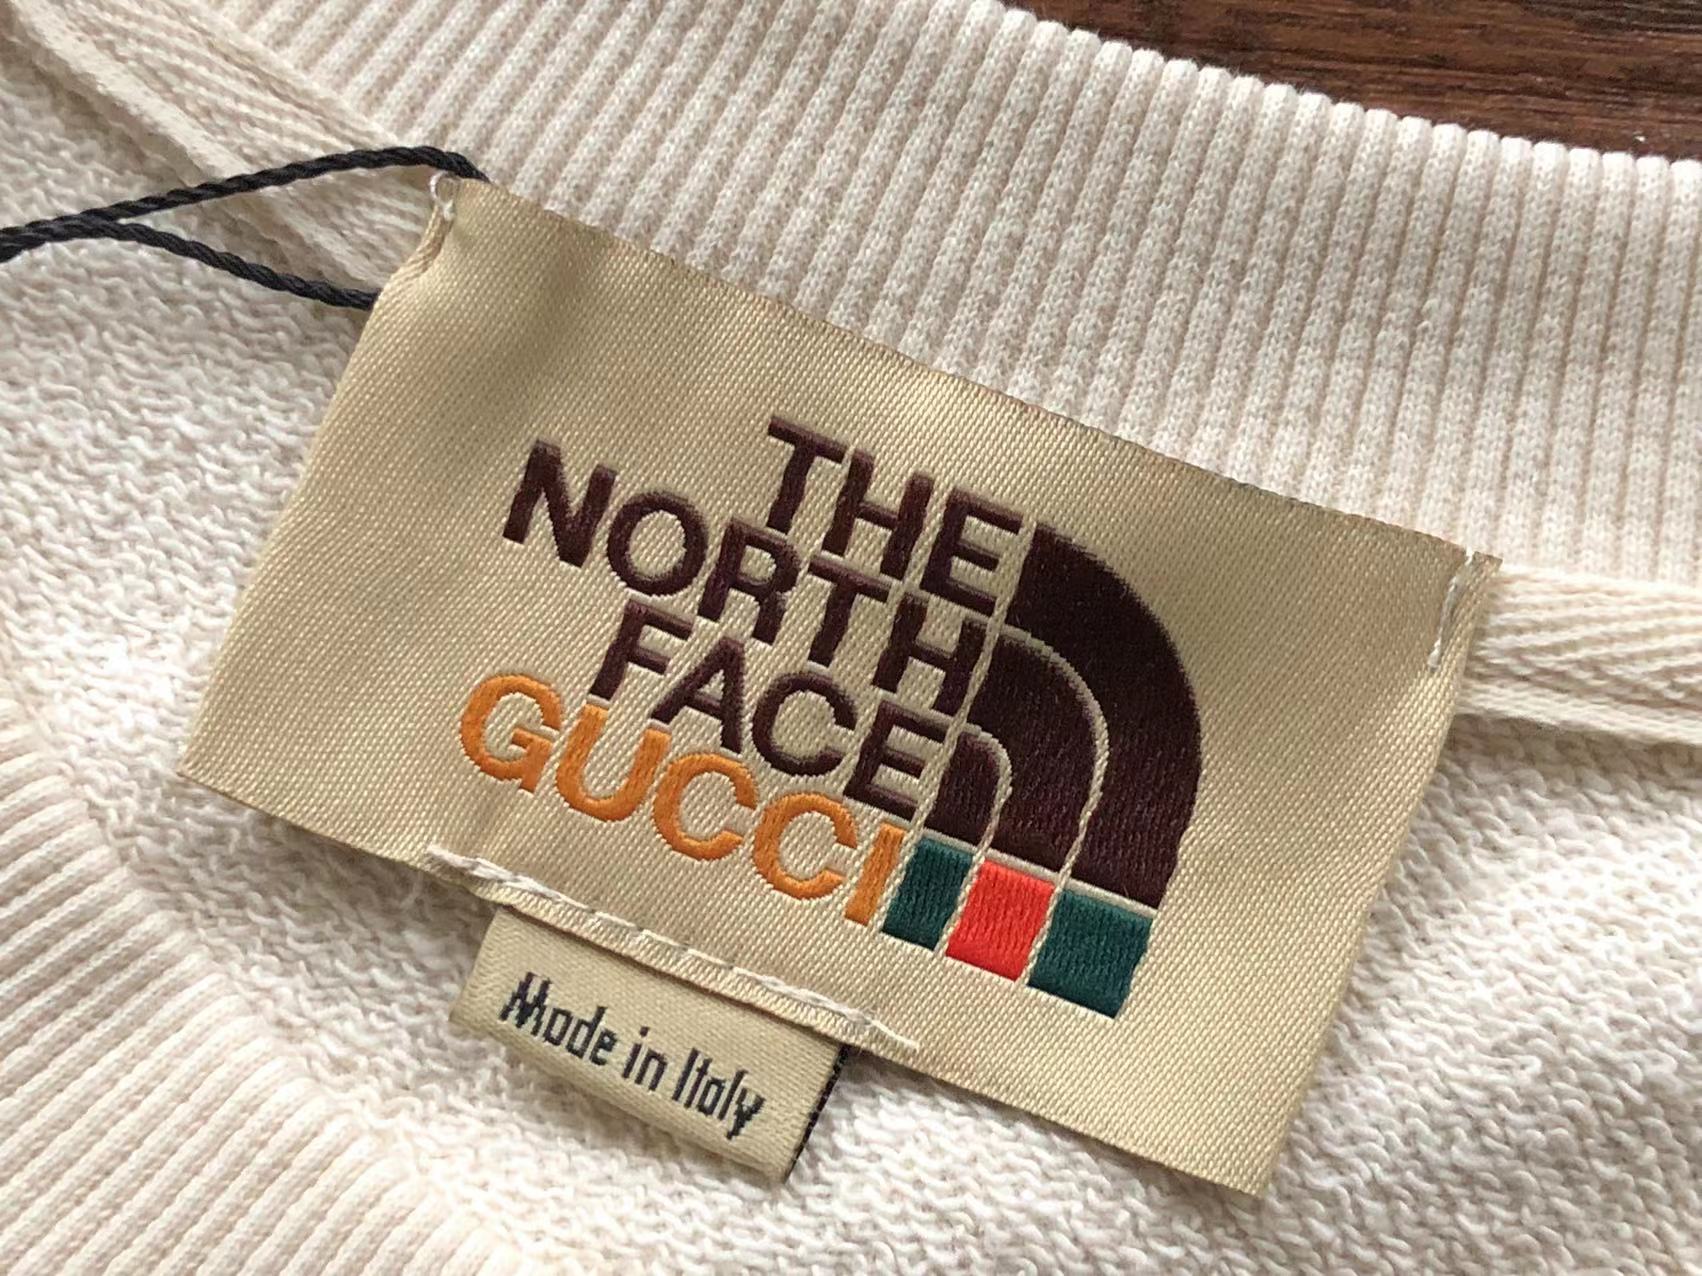 THE
NORTH
FACE
GUCCI
Made in Italy